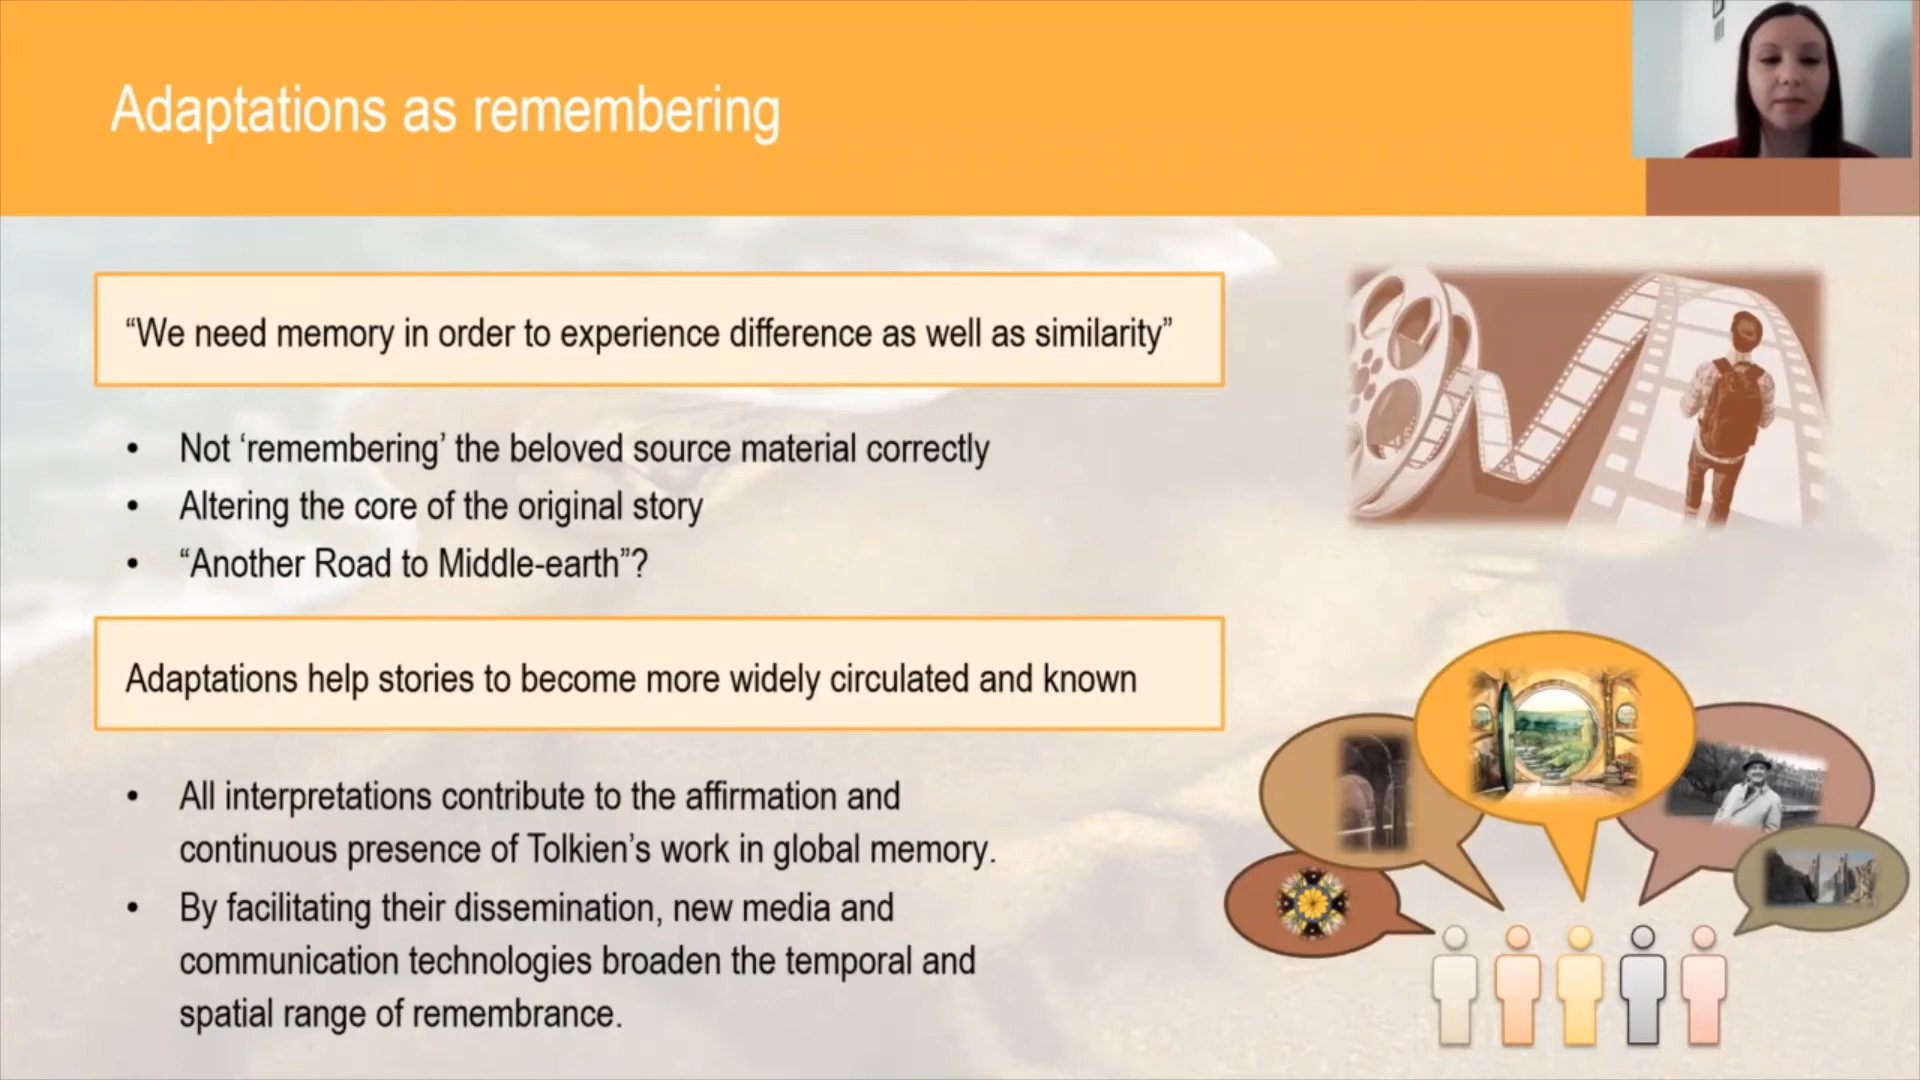 Adaptations as remembering
“We need memory in order to experience difference as well as similarity”
• Not ‘remembering’ the beloved source material correctly
• Altering the core of the original story
• “Another Road to Middle-earth”?
Adaptations help stories to become more widely circulated and known
• All interpretations contribute to the affirmation and
continuous presence of Tolkien’s work in global memory.
• By facilitating their dissemination, new media and
communication technologies broaden the temporal and
spatial range of remembrance.